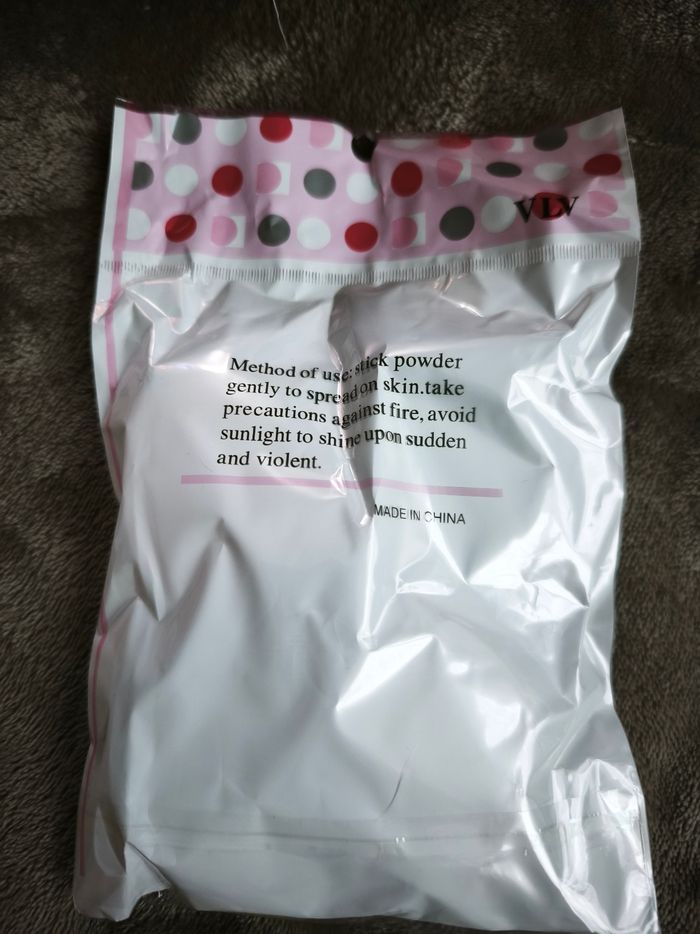 VLV
Method of use: stick powder
gently to spread on skin.take
precautions against fire, avoid
sunlight to shine upon sudden
and violent.
MADE IN CHINA